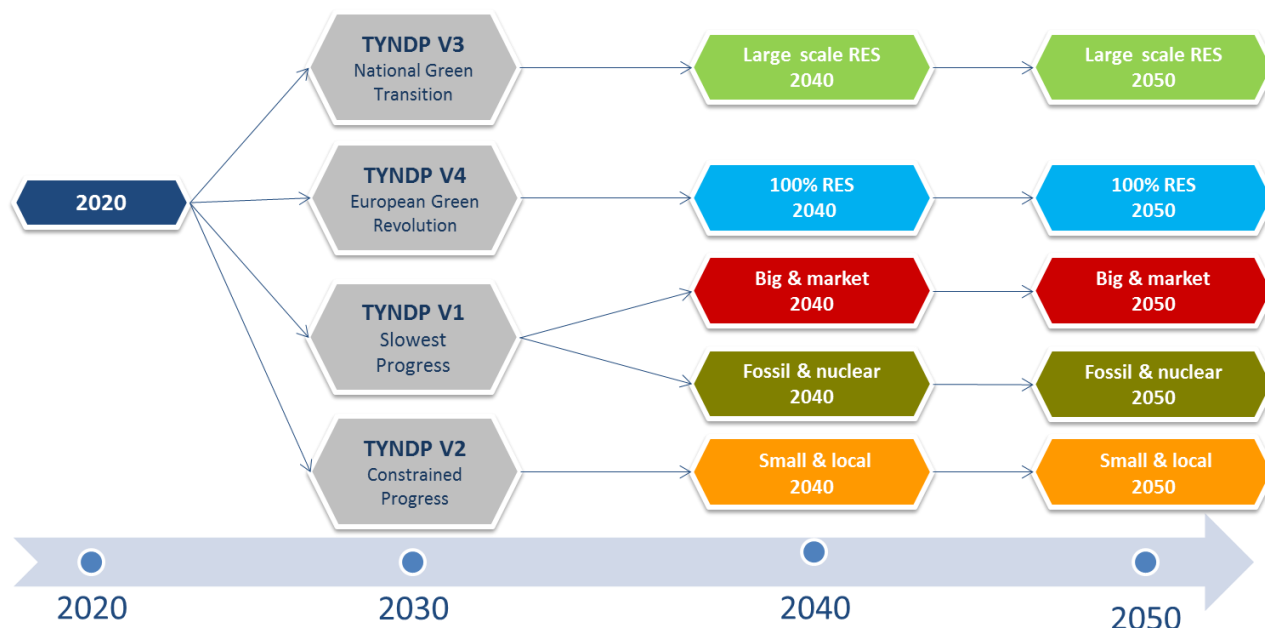 TYNDP V3
National Green
Transition
Large scale RES
2040
Large scale RES
2050
2020
TYNDP V4
European Green
Revolution
100% RES
2040
100% RES
2050
TYNDP V1
Slowest
Progress
Big & market
2040
Big & market
2050
Fossil & nuclear
2040
Fossil & nuclear
2050
TYNDP V2
Constrained
Progress
Small & local
2040
Small & local
2050
2020
2030
2040
2050